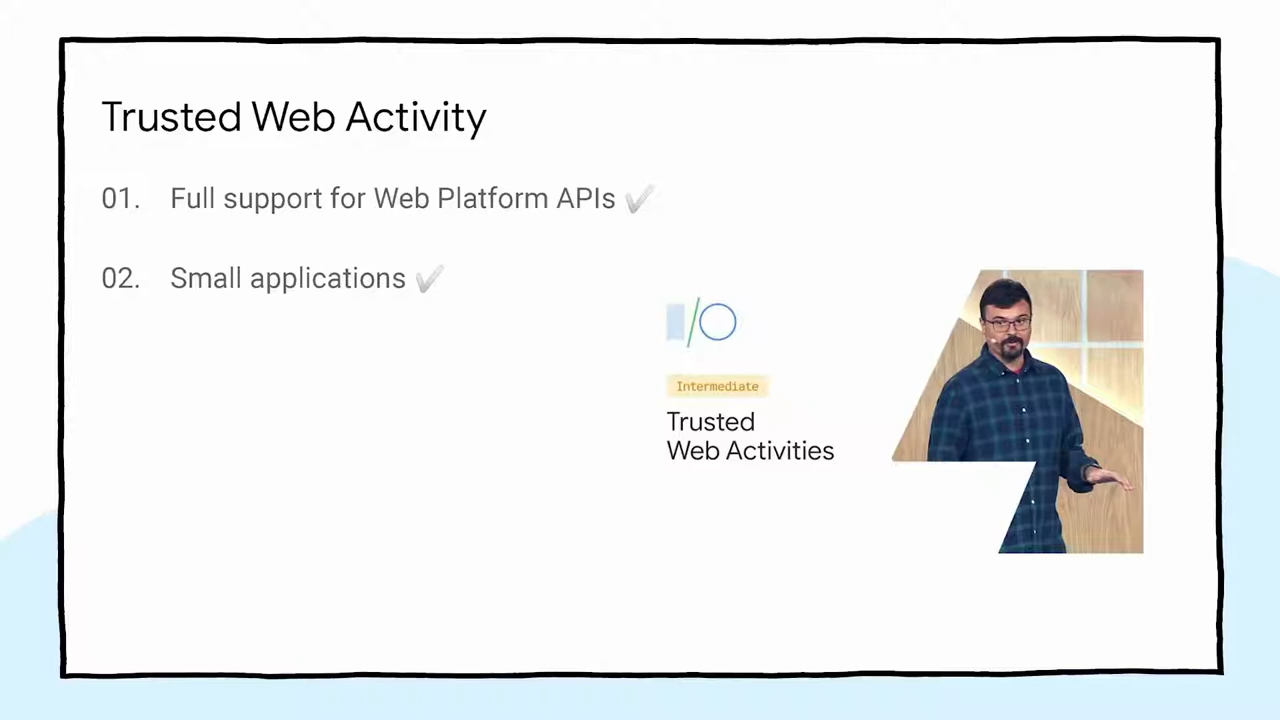 Trusted Web Activity
01. Full support for Web Platform APIs ✔
02. Small applications ✔
I/O
Intermediate
Trusted
Web Activities